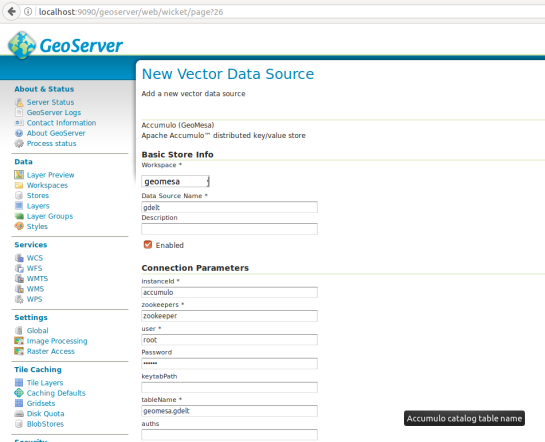 localhost:9090/geoserver/web/wicket/page?26
GeoServer
About & Status
Server Status
GeoServer Logs
Contact Information
About GeoServer
Process status
Data
Layer Preview
Workspaces
Stores
Layers
Layer Groups
Styles
Services
WCS
WFS
WMTS
WMS
WPS
Settings
Global
Image Processing
Raster Access
Tile Caching
Tile Layers
Caching Defaults
Gridsets
Disk Quota
BlobStores
Security
New Vector Data Source
Add a new vector data source
Accumulo (GeoMesa)
Apache Accumulo™ distributed key/value store
Basic Store Info
Workspace *
geomesa
Data Source Name *
gdelt
Description
Enabled
Connection Parameters
instanceId *
accumulo
zookeepers *
zookeeper
user *
root
Password
••••••
keytabPath
tableName *
geomesa.gdelt
auths
Accumulo catalog table name